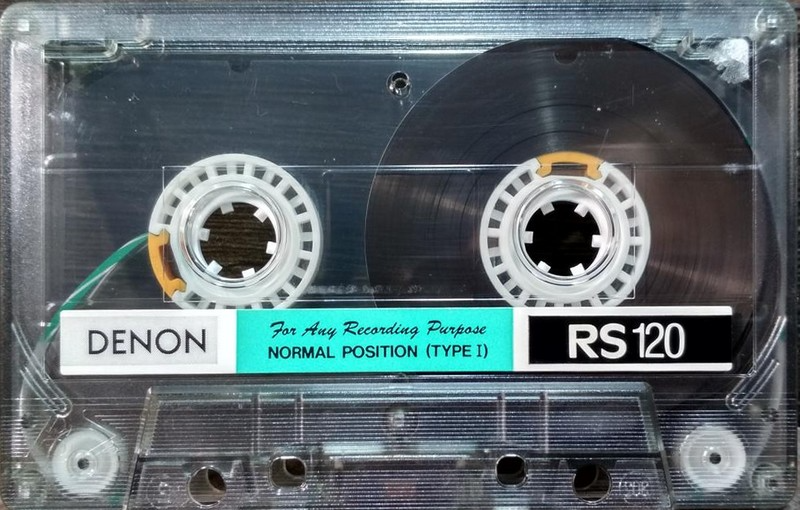 DENON
For Any Recording Purpose
NORMAL POSITION (TYPE I)
RS 120